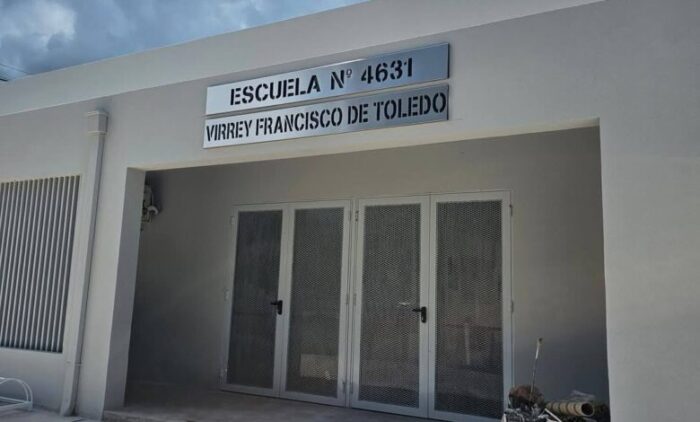 ESCUELA Nº 4631
VIRREY FRANCISCO DE TOLEDO